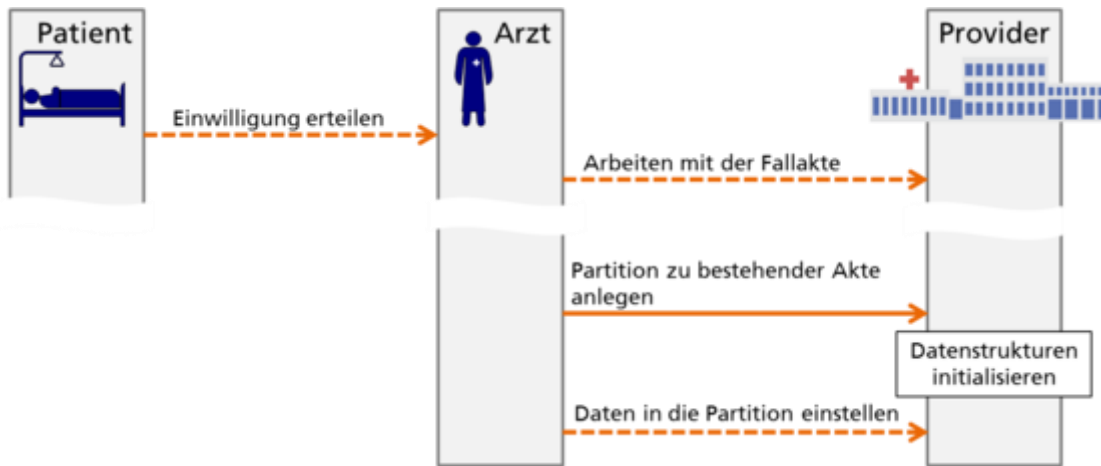 Patient
Arzt
Provider
Einwilligung erteilen
Arbeiten mit der Fallakte
Partition zu bestehender Akte
anlegen
Datenstrukturen
initialisieren
Daten in die Partition einstellen